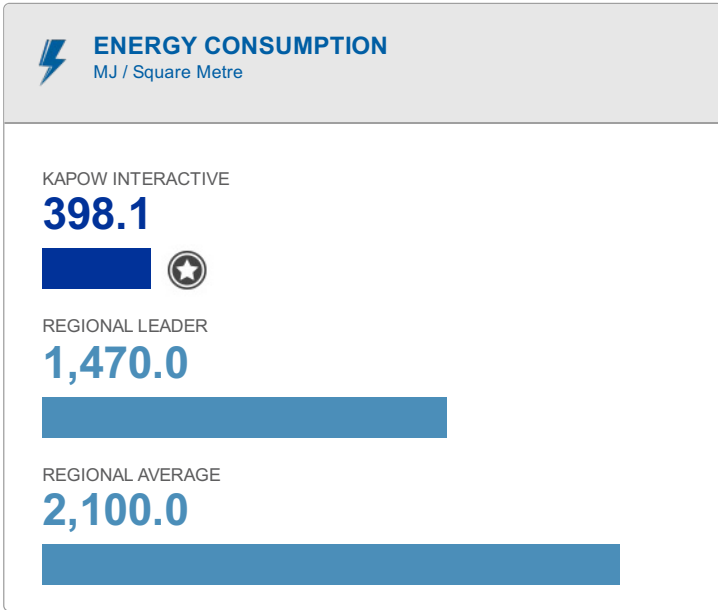 ENERGY CONSUMPTION
MJ / Square Metre
KAPOW INTERACTIVE
398.1
REGIONAL LEADER
1,470.0
REGIONAL AVERAGE
2,100.0